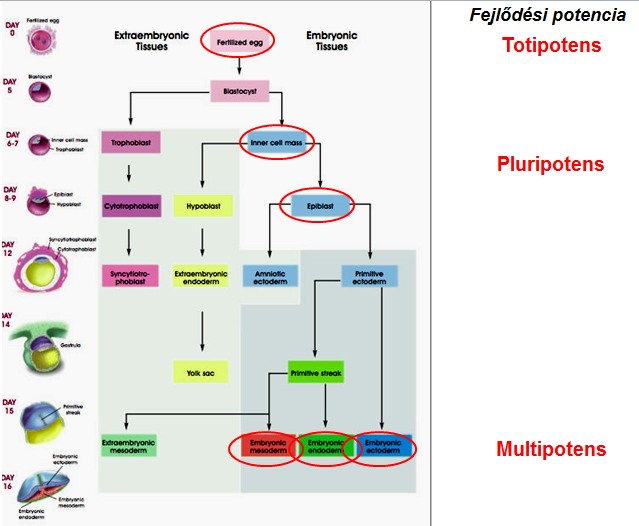 Fejlődési potencia
Extraembryonic Tissues
Embryonic Tissues
Totipotens
Pluripotens
Multipotens
DAY 0
Fertilized egg
Fertilized egg
DAY 5
Blastocyst
Blastocyst
DAY 6-7
Inner cell mass
Trophoblast
Trophoblast
Inner cell mass
DAY 8-9
Epiblast
Hypoblast
Cytotrophoblast
Hypoblast
Epiblast
DAY 12
Syncytiotrophoblast
Cytotrophoblast
Syncytiotro-
phoblast
Extraembryonic
endoderm
Amniotic
ectoderm
Primitive
ectoderm
DAY 14
Gastrula
Yolk sac
Primitive streak
DAY 15
Primitive
streak
Extraembryonic
mesoderm
Embryonic
mesoderm
Embryonic
endoderm
Embryonic
ectoderm
DAY 16
Embryonic
ectoderm
Embryonic
mesoderm
Embryonic
endoderm